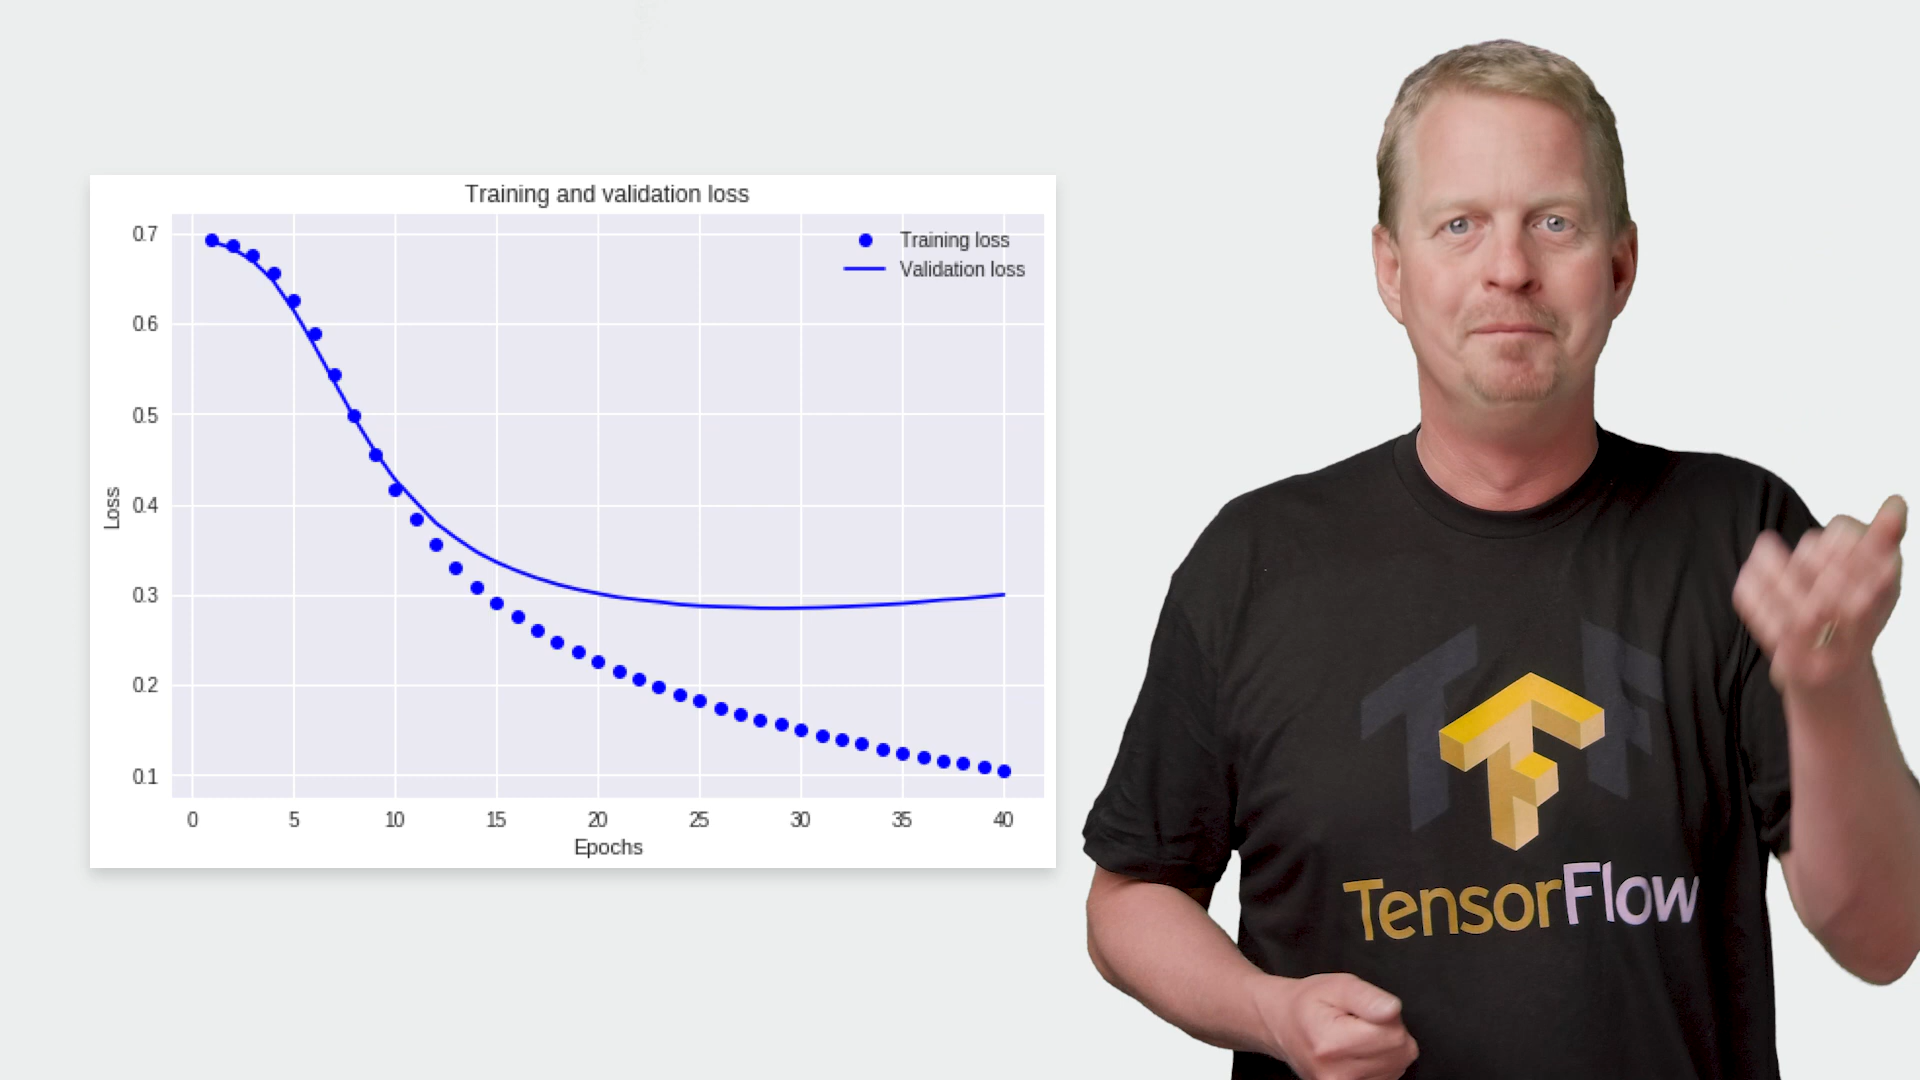 Training and validation loss
Training loss
Validation loss
0.7
0.6
0.5
0.4
0.3
0.2
0.1
Loss
0 5 10 15 20 25 30 35 40
Epochs
TF
TensorFlow